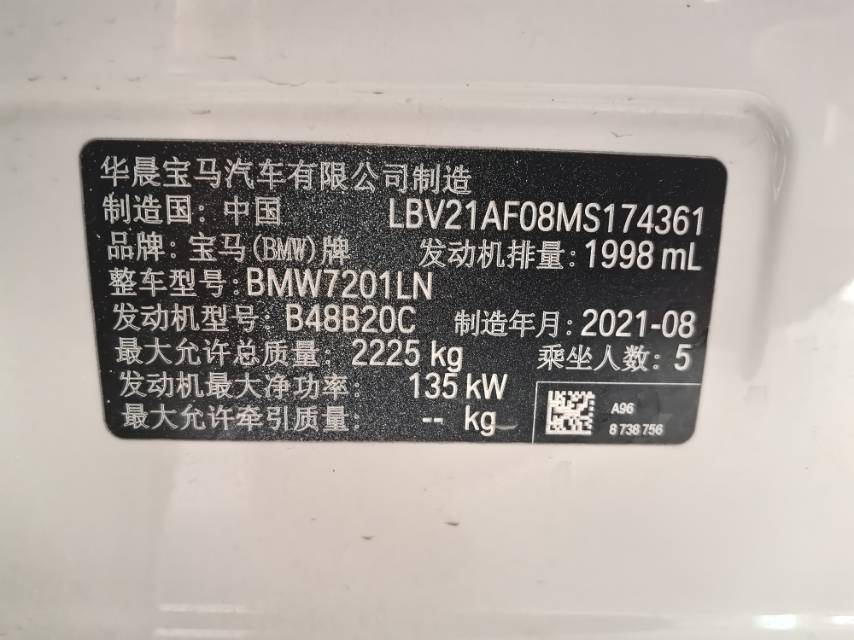 华晨宝马汽车有限公司制造
制造国: 中国 LBV21AF08MS174361
品牌: 宝马(BMW)牌 发动机排量: 1998 mL
整车型号: BMW7201LN
发动机型号: B48B20C 制造年月: 2021-08
最大允许总质量: 2225 kg 乘坐人数: 5
发动机最大净功率: 135 kW
最大允许牵引质量: -- kg
A96
8 738 756